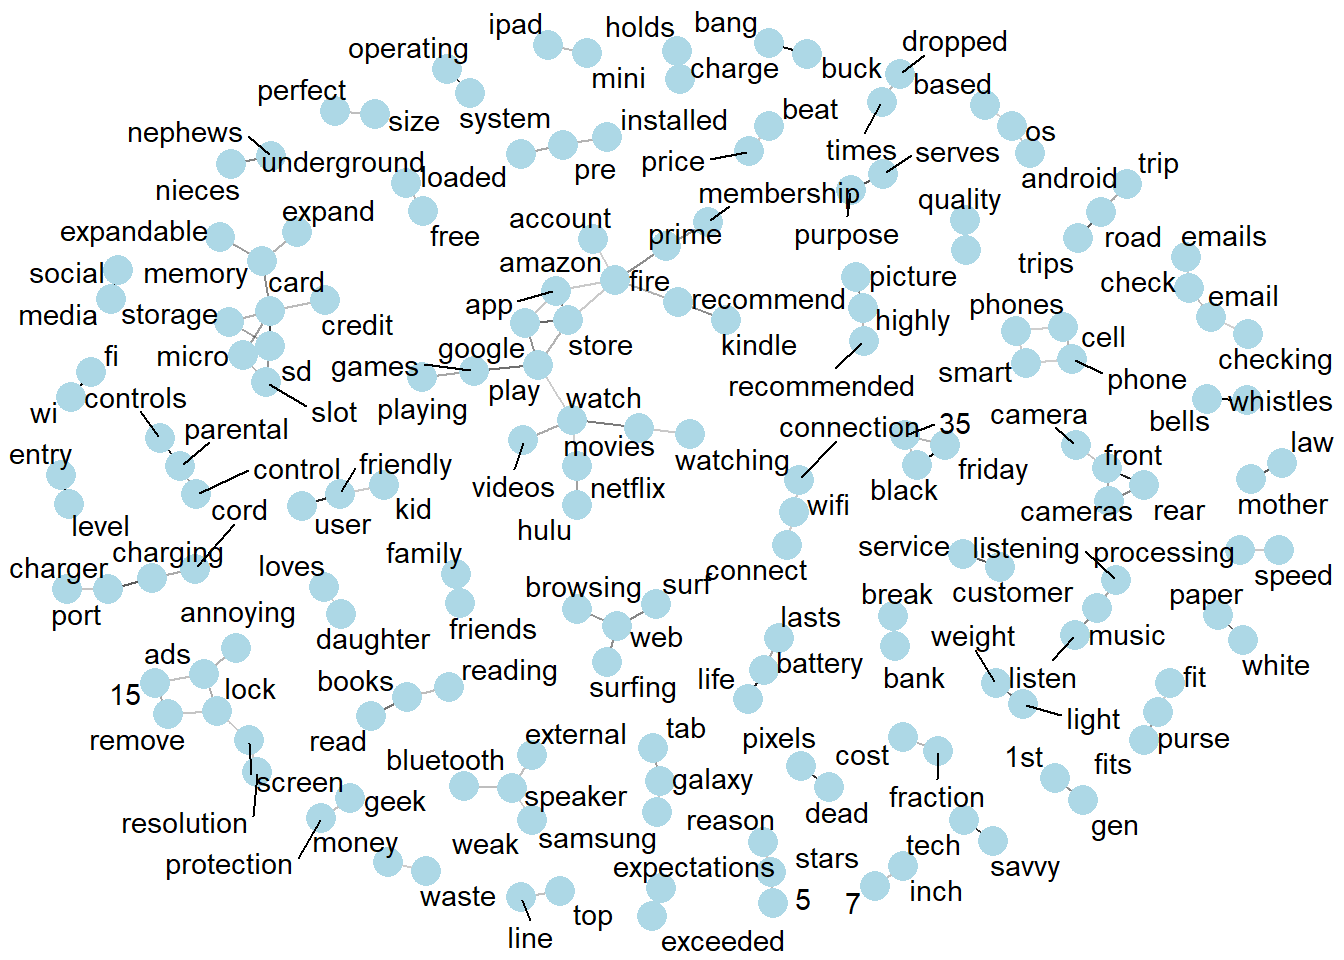 ipad
holds
bang
dropped
operating
mini
charge
buck
based
perfect
size
system
beat
installed
os
nephews
underground
pre
price
times
serves
trip
nieces
loaded
membership
android
expand
account
free
prime
purpose
quality
road
emails
expandable
amazon
trips
social
memory
card
fire
picture
check
email
media
storage
credit
app
recommend
highly
phones
cell
fi
micro
sd
games
google
store
kindle
checking
wi
controls
slot
playing
play
recommended
smart
phone
parental
watch
connection
35
camera
bells
whistles
entry
control
friendly
movies
watching
friday
front
law
level
cord
user
kid
videos
netflix
black
cameras
rear
mother
charging
hulu
wifi
charger
loves
family
connect
service
listening
processing
speed
port
browsing
surf
customer
annoying
daughter
friends
web
lasts
break
paper
ads
reading
surfing
battery
weight
music
white
15
lock
books
life
bank
listen
fit
remove
read
external
tab
pixels
cost
light
purse
bluetooth
1st
fits
screen
geek
speaker
galaxy
dead
fraction
resolution
money
weak
samsung
reason
tech
gen
protection
expectations
stars
savvy
waste
5
7
inch
line
top
exceeded